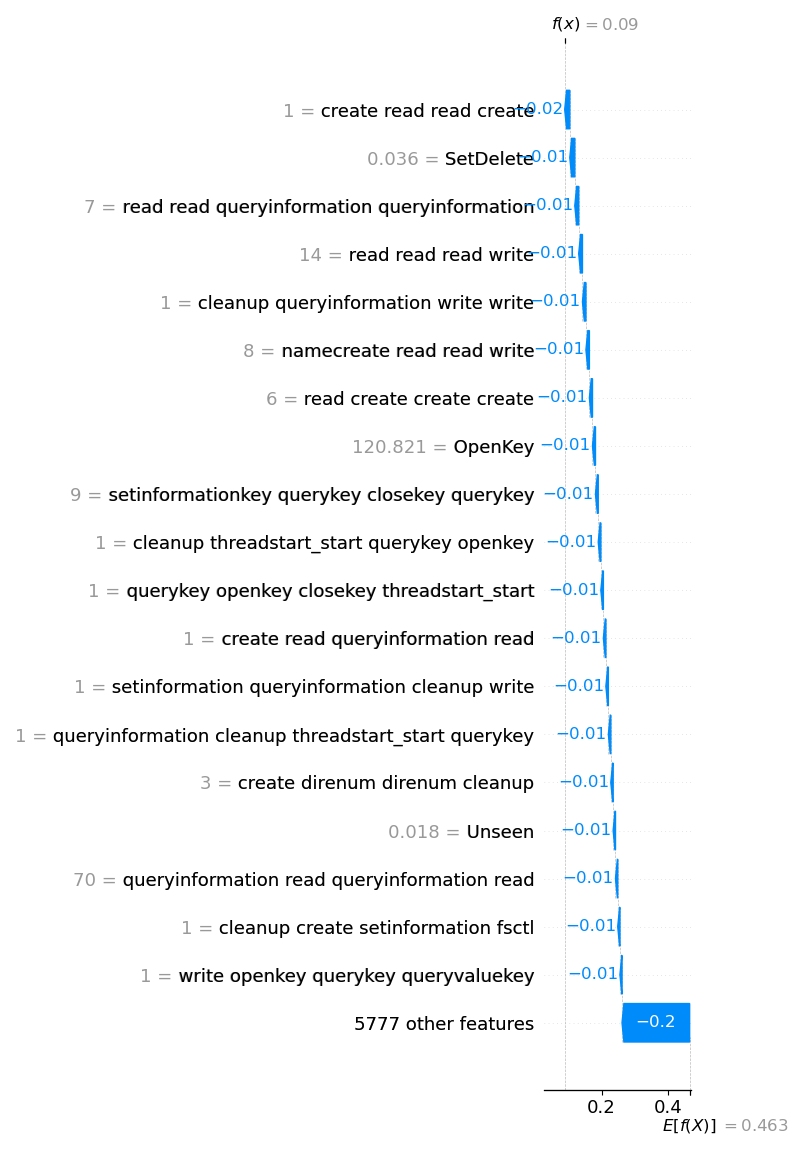 f(x) = 0.09
1 = create read read create −0.02
0.036 = SetDelete −0.01
7 = read read queryinformation queryinformation −0.01
14 = read read read write −0.01
1 = cleanup queryinformation write write −0.01
8 = namecreate read read write −0.01
6 = read create create create −0.01
120.821 = OpenKey −0.01
9 = setinformationkey querykey closekey querykey −0.01
1 = cleanup threadstart_start querykey openkey −0.01
1 = querykey openkey closekey threadstart_start −0.01
1 = create read queryinformation read −0.01
1 = setinformation queryinformation cleanup write −0.01
1 = queryinformation cleanup threadstart_start querykey −0.01
3 = create direnum direnum cleanup −0.01
0.018 = Unseen −0.01
70 = queryinformation read queryinformation read −0.01
1 = cleanup create setinformation fsctl −0.01
1 = write openkey querykey queryvaluekey −0.01
5777 other features −0.2
0.2 0.4
E[f(X)] = 0.463